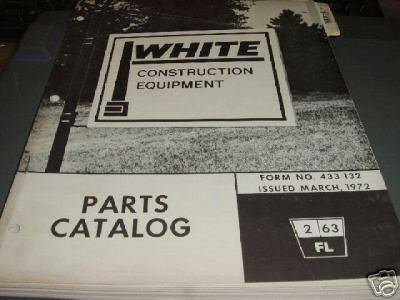 WHITE
CONSTRUCTION
EQUIPMENT
FORM NO. 433 132
ISSUED MARCH, 1972
PARTS
CATALOG
2 63
FL